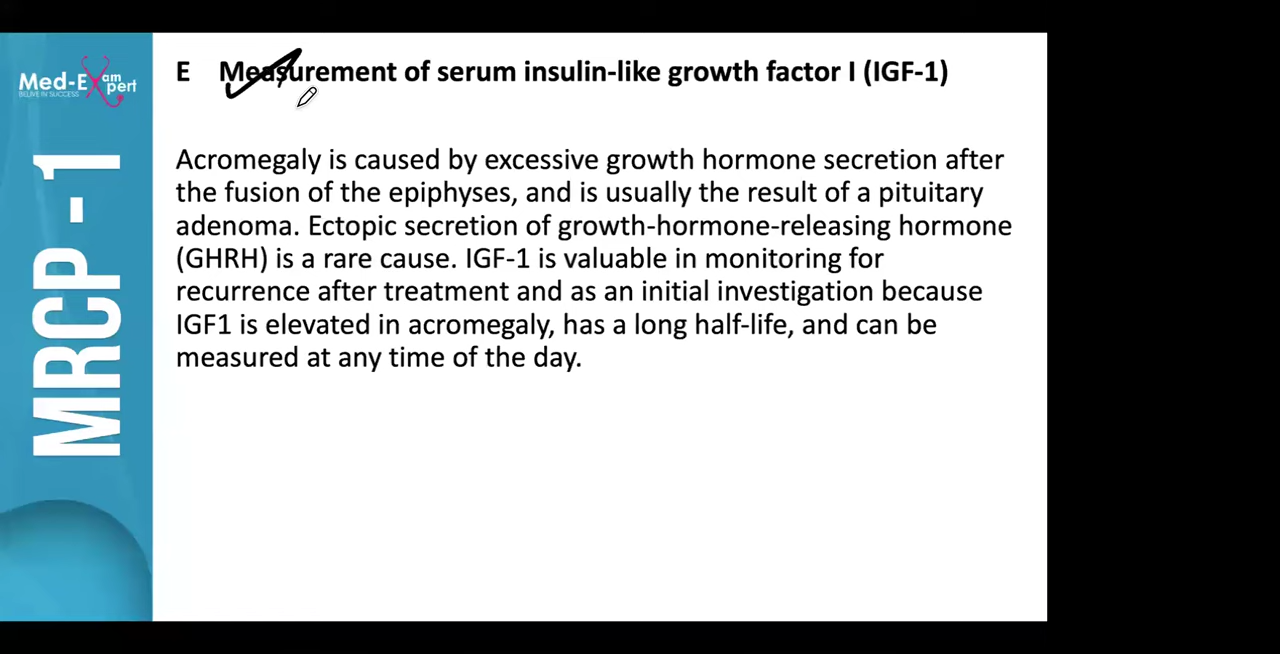 Med-Exam
pert
BELIVE IN SUCCESS
MRCP - 1
E Measurement of serum insulin-like growth factor I (IGF-1)
Acromegaly is caused by excessive growth hormone secretion after
the fusion of the epiphyses, and is usually the result of a pituitary
adenoma. Ectopic secretion of growth-hormone-releasing hormone
(GHRH) is a rare cause. IGF-1 is valuable in monitoring for
recurrence after treatment and as an initial investigation because
IGF1 is elevated in acromegaly, has a long half-life, and can be
measured at any time of the day.